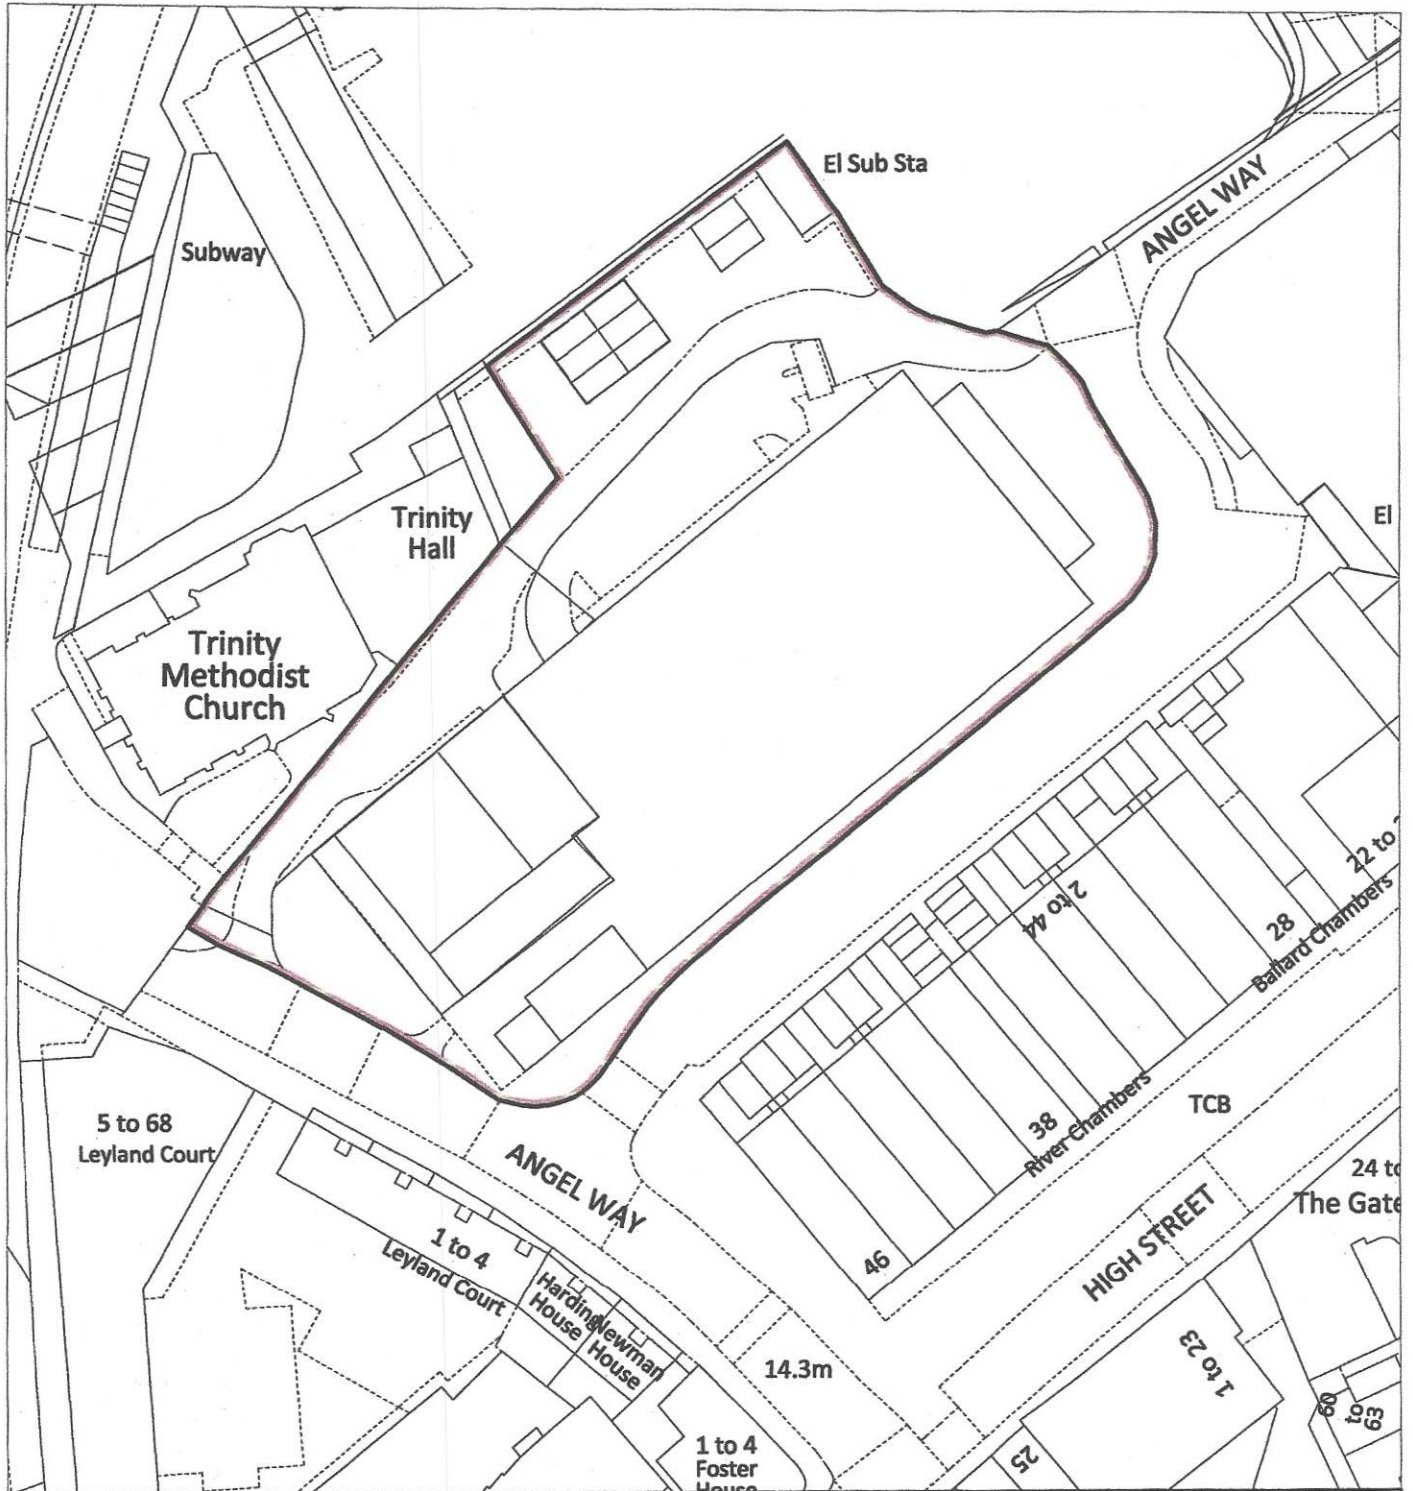 El Sub Sta
ANGEL WAY
Subway
El
Trinity
Hall
Trinity
Methodist
Church
22 to
2 to 44
28
Ballard Chambers
38
River Chambers
TCB
5 to 68
Leyland Court
ANGEL WAY
24 to
The Gate
HIGH STREET
1 to 4
Leyland Court
46
Harding
House
Newman
House
14.3m
1 to 23
60
to
63
1 to 4
Foster
House
25